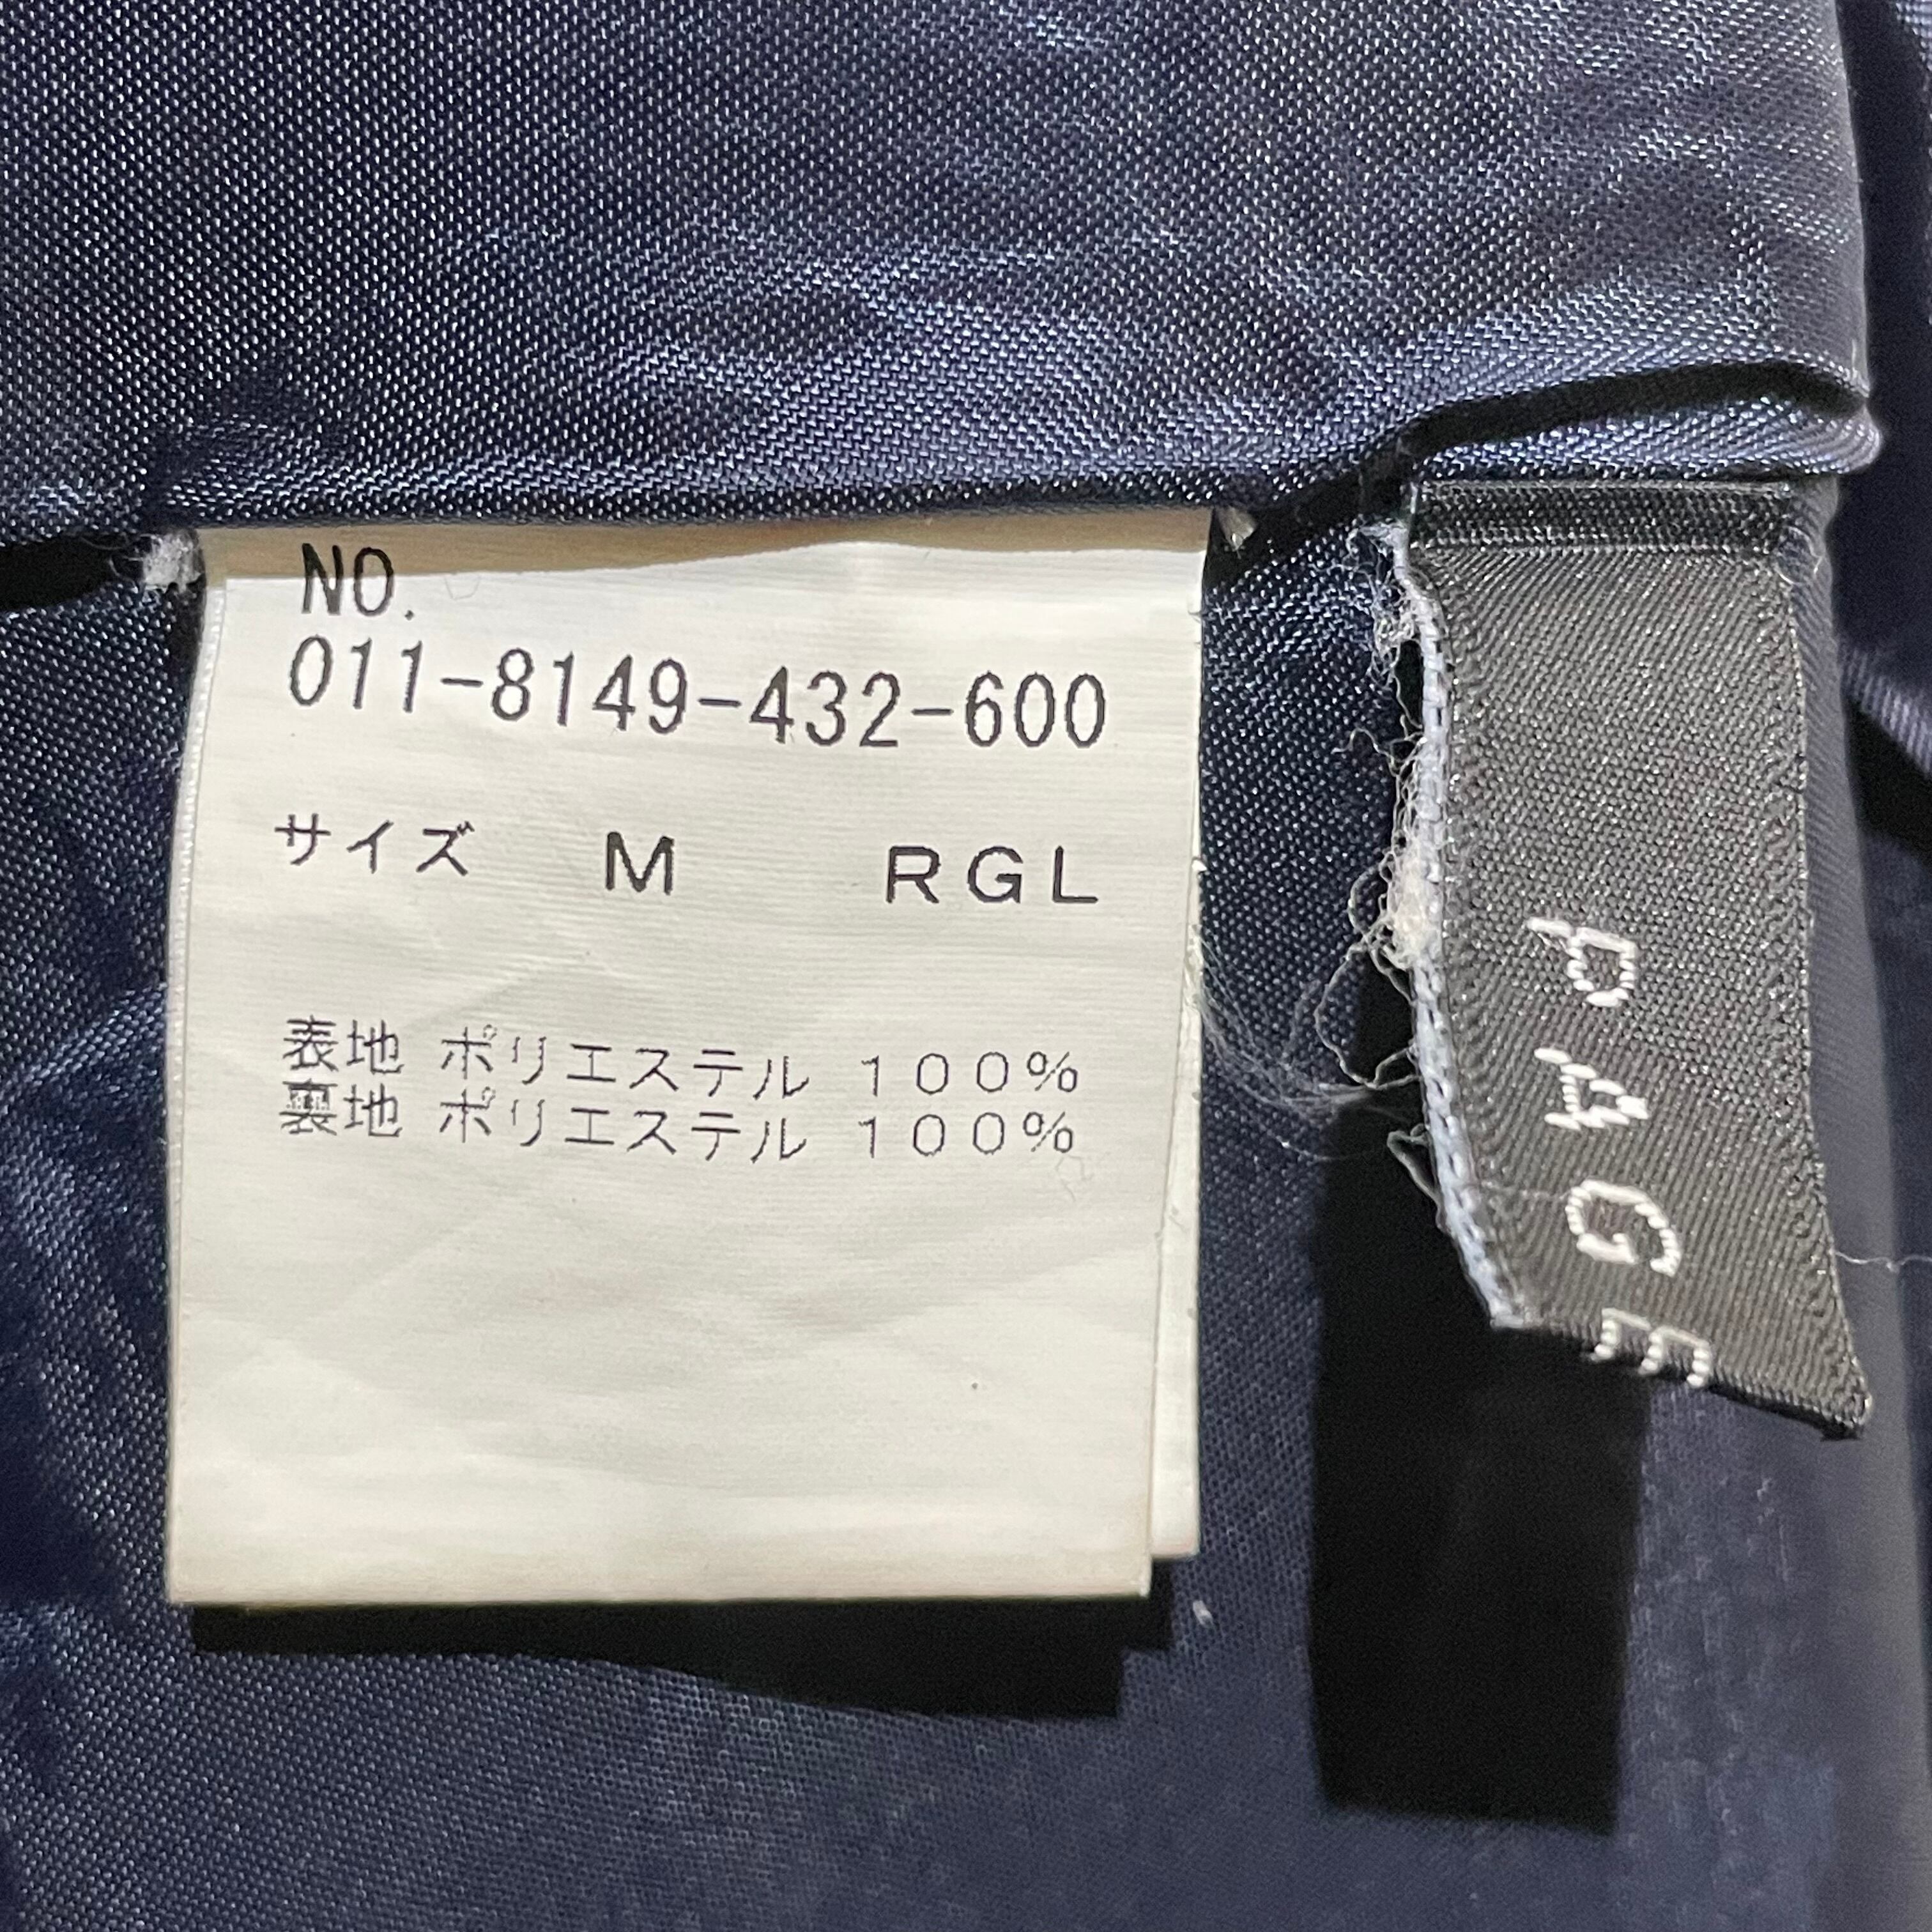 NO.
011-8149-432-600
サイズ M RGL
表地 ポリエステル 100%
裏地 ポリエステル 100%
PAGE